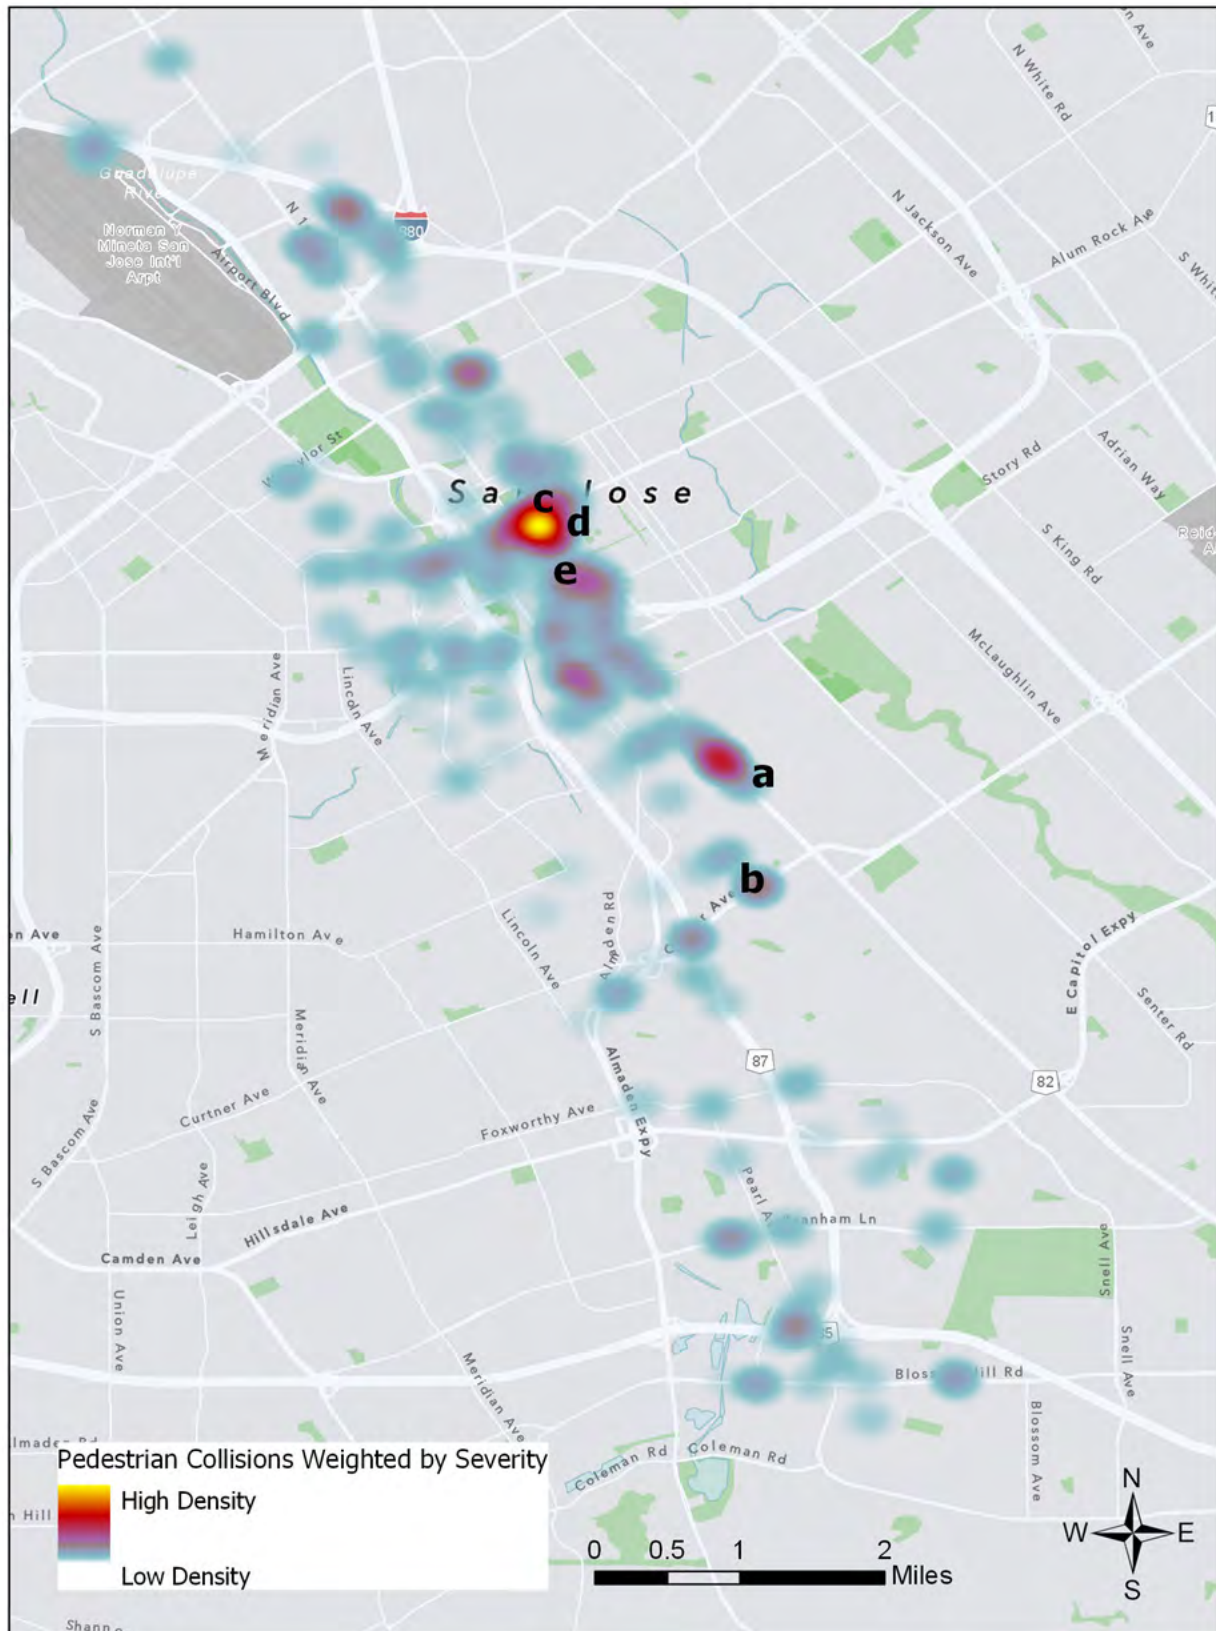 N White Rd
Guadalupe
River
Norman Y
Mineta San
Jose Int'l
Arpt
Airport Blvd
N 1
N Jackson Ave
Alum Rock Ave
S Whit
Story Rd
Adrian Way
S King Rd
McLaughlin Ave
Reid
c
d
e
a
b
Meridian Ave
Lincoln Ave
Hamilton Ave
S Bascom Ave
Lincoln Ave
Almaden Rd
E Capitol Expy
Senter Rd
87
82
Meridian Ave
Almaden Expy
Curtner Ave
Foxworthy Ave
S Bascom Ave
Leigh Ave
Hillsdale Ave
Camden Ave
Union Ave
Snell Ave
Snell Ave
Meridian Ave
Blossom Ave
Coleman Rd
Coleman Rd
Pedestrian Collisions Weighted by Severity
High Density
Low Density
0 0.5 1 2
Miles
N
W E
S